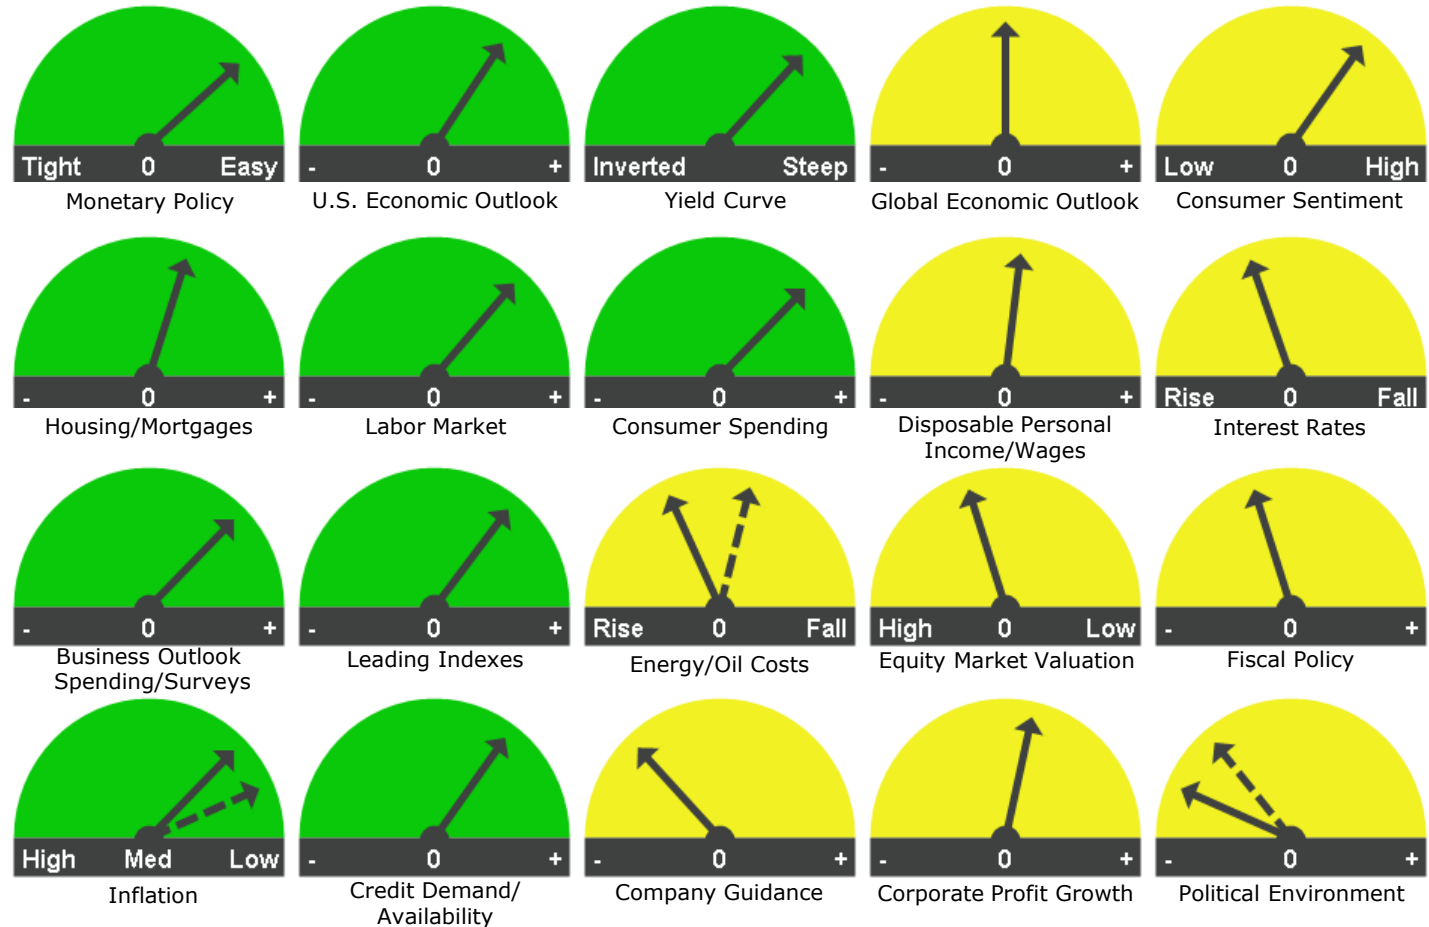 Tight 0 Easy
- 0 +
Inverted 0 Steep
- 0 +
Low 0 High
Monetary Policy
U.S. Economic Outlook
Yield Curve
Global Economic Outlook
Consumer Sentiment
- 0 +
- 0 +
- 0 +
- 0 +
Rise 0 Fall
Housing/Mortgages
Labor Market
Consumer Spending
Disposable Personal
Income/Wages
Interest Rates
- 0 +
- 0 +
Rise 0 Fall
High 0 Low
- 0 +
Business Outlook
Spending/Surveys
Leading Indexes
Energy/Oil Costs
Equity Market Valuation
Fiscal Policy
High Med Low
- 0 +
- 0 +
- 0 +
- 0 +
Inflation
Credit Demand/
Availability
Company Guidance
Corporate Profit Growth
Political Environment